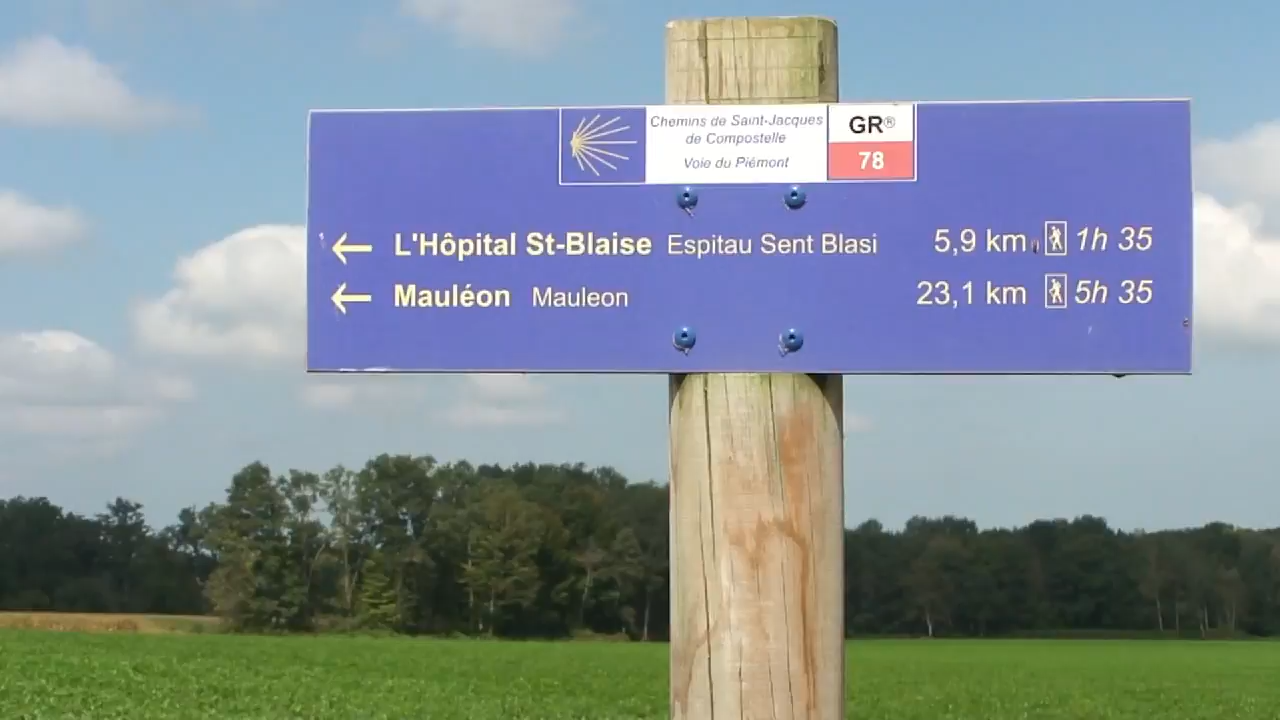 Chemins de Saint-Jacques
de Compostelle
Voie du Piémont
GR®
78
L'Hôpital St-Blaise Espitau Sent Blasi 5,9 km 1h 35
Mauléon Mauleon 23,1 km 5h 35